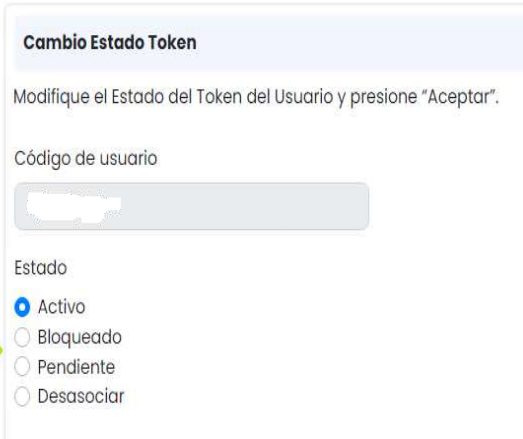 Cambio Estado Token
Modifique el Estado del Token del Usuario y presione “Aceptar”.
Código de usuario
Estado
Activo
Bloqueado
Pendiente
Desasociar